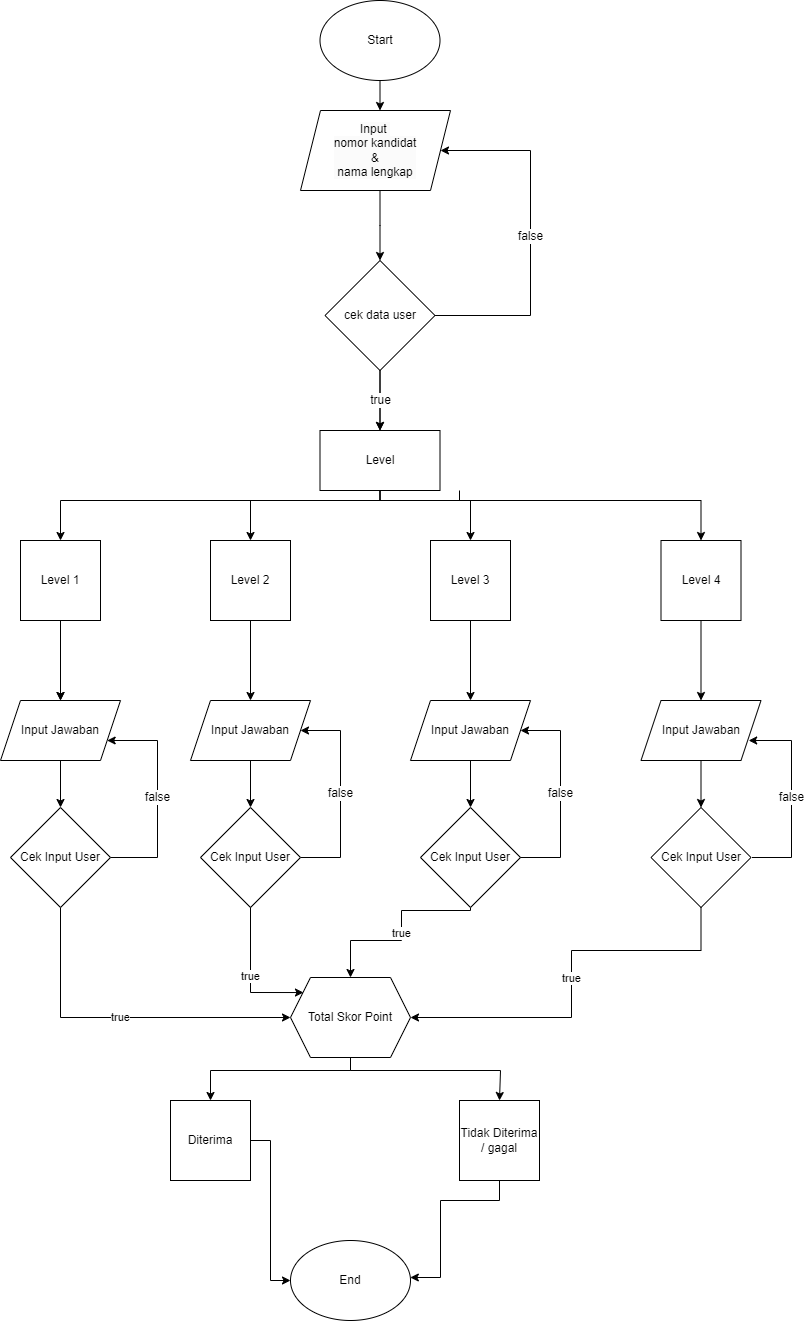 Start
Input
nomor kandidat
&
nama lengkap
false
cek data user
true
Level
Level 1
Level 2
Level 3
Level 4
Input Jawaban
Input Jawaban
Input Jawaban
Input Jawaban
false
false
false
false
Cek Input User
Cek Input User
Cek Input User
Cek Input User
true
true
true
true
Total Skor Point
Diterima
Tidak Diterima
/ gagal
End